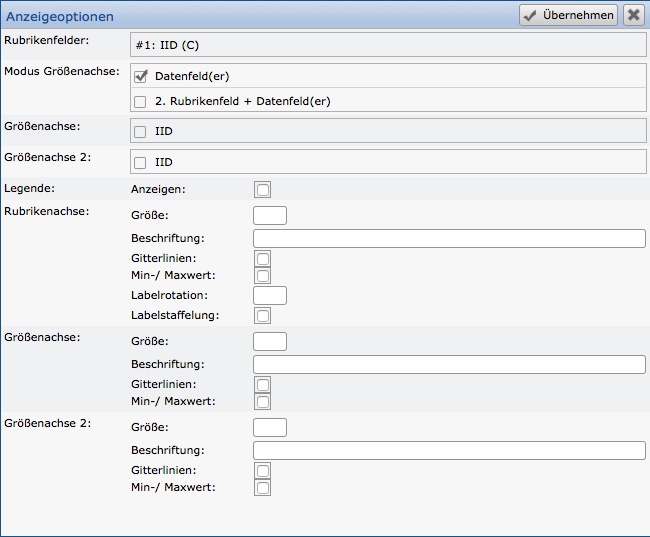 Anzeigeoptionen
Übernehmen
Rubrikenfelder: #1: IID (C)
Modus Größenachse: Datenfeld(er)
2. Rubrikenfeld + Datenfeld(er)
Größenachse: IID
Größenachse 2: IID
Legende: Anzeigen:
Rubrikenachse: Größe:
Beschriftung:
Gitterlinien:
Min-/ Maxwert:
Labelrotation:
Labelstaffelung:
Größenachse: Größe:
Beschriftung:
Gitterlinien:
Min-/ Maxwert:
Größenachse 2: Größe:
Beschriftung:
Gitterlinien:
Min-/ Maxwert: